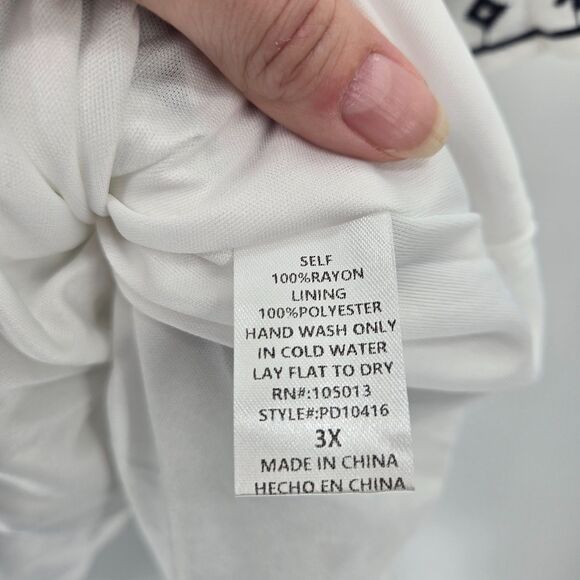 SELF
100%RAYON
LINING
100%POLYESTER
HAND WASH ONLY
IN COLD WATER
LAY FLAT TO DRY
RN#:105013
STYLE#:PD10416
3X
MADE IN CHINA
HECHO EN CHINA